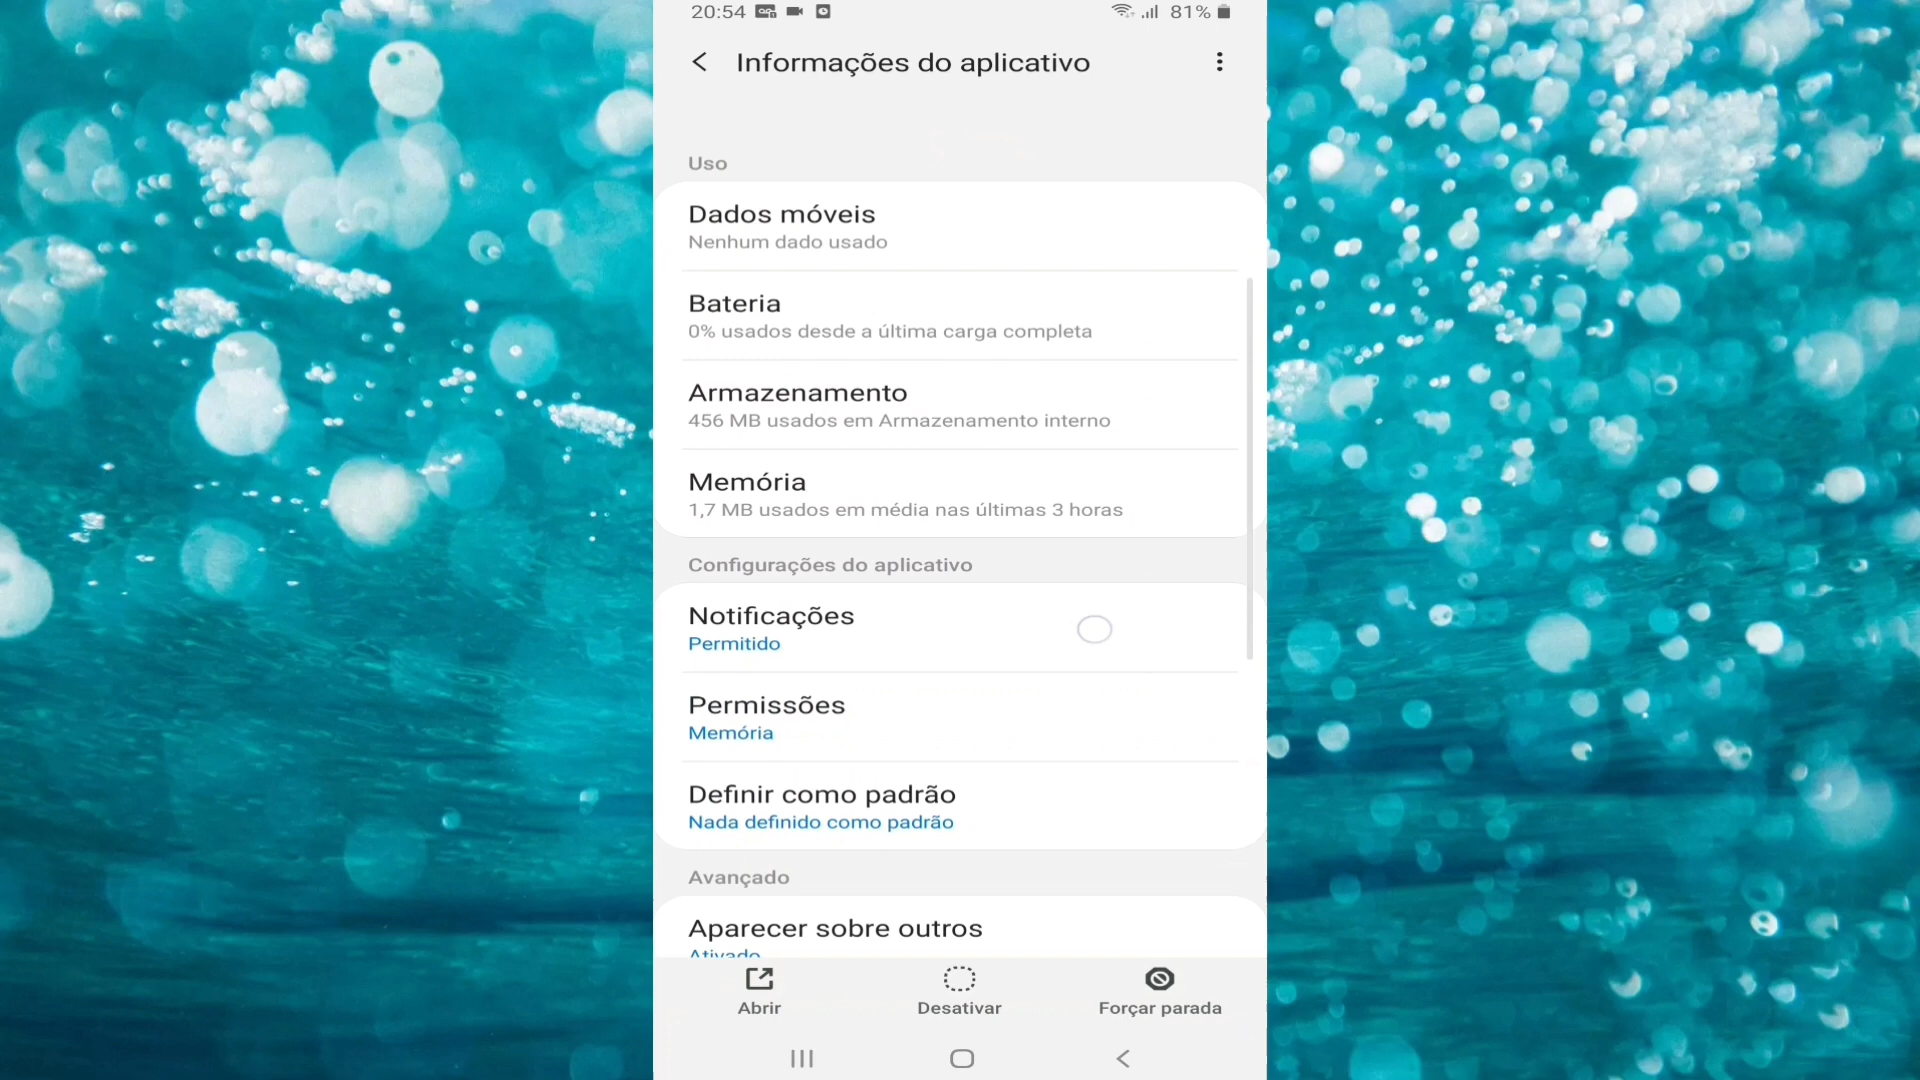 20:54
81%
Informações do aplicativo
Uso
Dados móveis
Nenhum dado usado
Bateria
0% usados desde a última carga completa
Armazenamento
456 MB usados em Armazenamento interno
Memória
1,7 MB usados em média nas últimas 3 horas
Configurações do aplicativo
Notificações
Permitido
Permissões
Memória
Definir como padrão
Nada definido como padrão
Avançado
Aparecer sobre outros
Ativado
Abrir
Desativar
Forçar parada